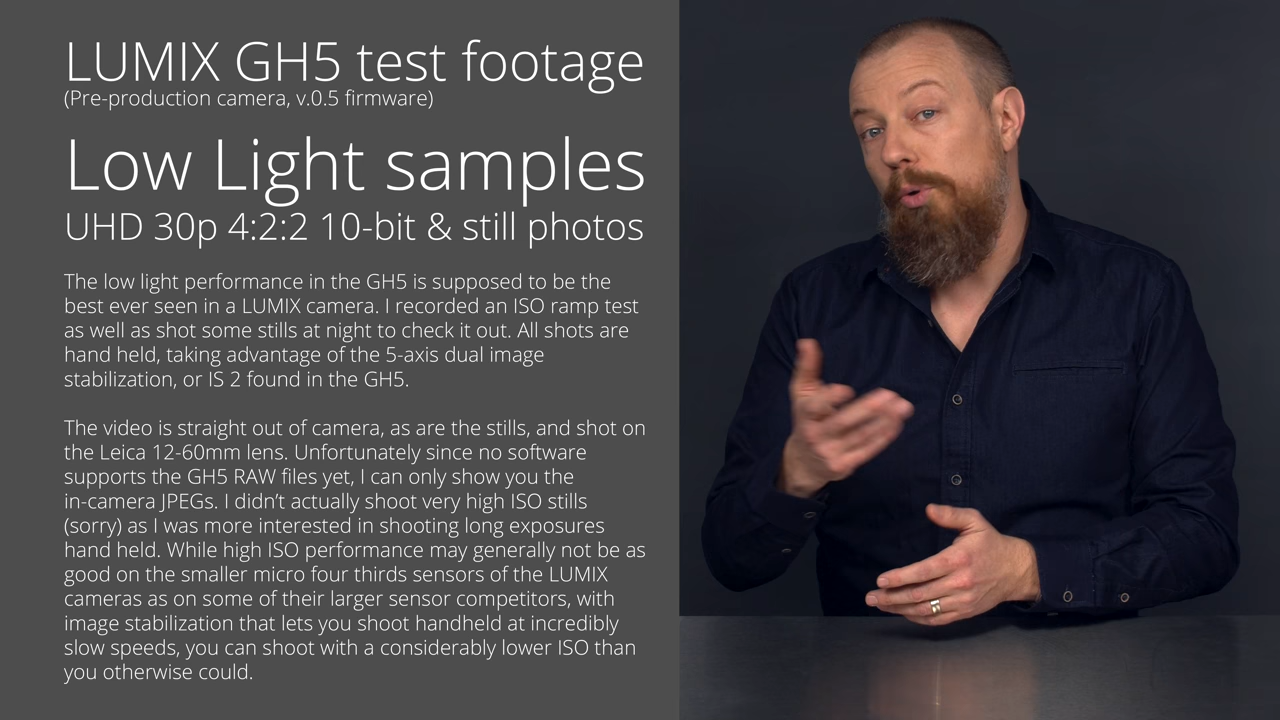 LUMIX GH5 test footage
(Pre-production camera, v.0.5 firmware)
Low Light samples
UHD 30p 4:2:2 10-bit & still photos
The low light performance in the GH5 is supposed to be the
best ever seen in a LUMIX camera. I recorded an ISO ramp test
as well as shot some stills at night to check it out. All shots are
hand held, taking advantage of the 5-axis dual image
stabilization, or IS 2 found in the GH5.
The video is straight out of camera, as are the stills, and shot on
the Leica 12-60mm lens. Unfortunately since no software
supports the GH5 RAW files yet, I can only show you the
in-camera JPEGs. I didn’t actually shoot very high ISO stills
(sorry) as I was more interested in shooting long exposures
hand held. While high ISO performance may generally not be as
good on the smaller micro four thirds sensors of the LUMIX
cameras as on some of their larger sensor competitors, with
image stabilization that lets you shoot handheld at incredibly
slow speeds, you can shoot with a considerably lower ISO than
you otherwise could.